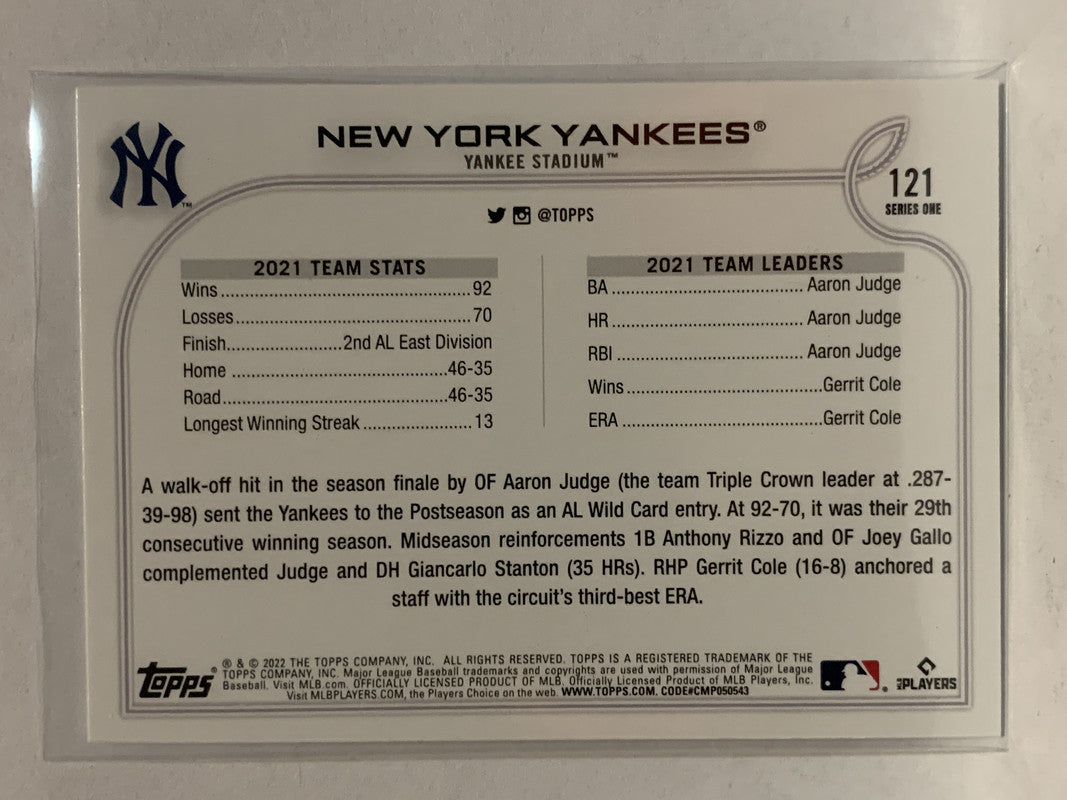 NY™
NEW YORK YANKEES®
YANKEE STADIUM™
121
SERIES ONE
@TOPPS
2021 TEAM STATS
Wins..........92
Losses..........70
Finish..........2nd AL East Division
Home..........46-35
Road..........46-35
Longest Winning Streak..........13
2021 TEAM LEADERS
BA..........Aaron Judge
HR..........Aaron Judge
RBI..........Aaron Judge
Wins..........Gerrit Cole
ERA..........Gerrit Cole
A walk-off hit in the season finale by OF Aaron Judge (the team Triple Crown leader at .287-
39-98) sent the Yankees to the Postseason as an AL Wild Card entry. At 92-70, it was their 29th
consecutive winning season. Midseason reinforcements 1B Anthony Rizzo and OF Joey Gallo
complemented Judge and DH Giancarlo Stanton (35 HRs). RHP Gerrit Cole (16-8) anchored a
staff with the circuit's third-best ERA.
Topps®
® & © 2022 THE TOPPS COMPANY, INC. ALL RIGHTS RESERVED. TOPPS IS A REGISTERED TRADEMARK OF THE
TOPPS COMPANY, INC. Major League Baseball trademarks and copyrights are used with permission of Major League
Baseball. Visit MLB.com. OFFICIALLY LICENSED PRODUCT OF MLB. Officially Licensed Product of MLB Players, Inc.
Visit MLBPLAYERS.COM, the Players Choice on the web. WWW.TOPPS.COM. CODE#CMP050543
MLB PLAYERS